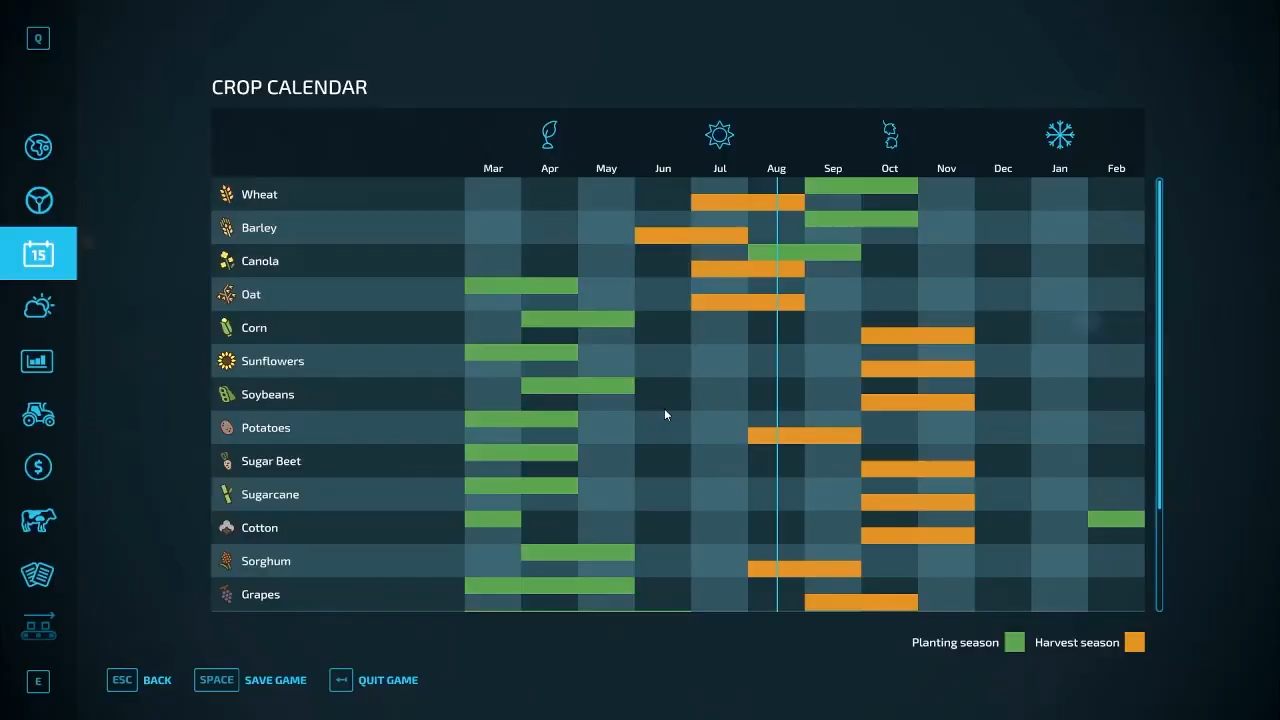 Q
CROP CALENDAR
Mar Apr May Jun Jul Aug Sep Oct Nov Dec Jan Feb
Wheat
Barley
15
Canola
Oat
Corn
Sunflowers
Soybeans
Potatoes
Sugar Beet
$
Sugarcane
Cotton
Sorghum
Grapes
Planting season Harvest season
E
ESC BACK SPACE SAVE GAME QUIT GAME